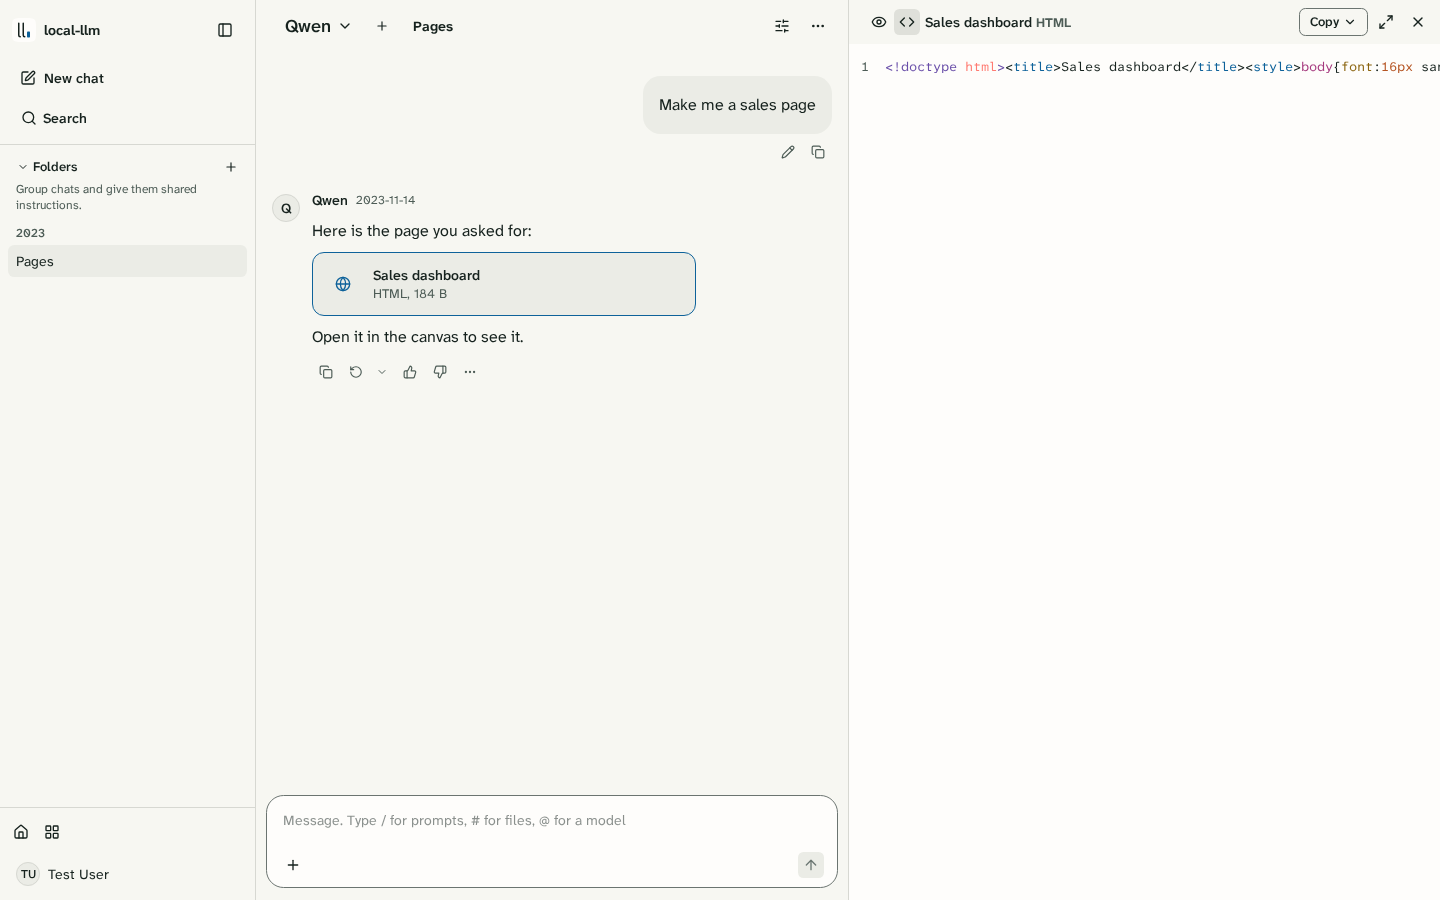 local-llm
New chat
Search
Folders
Group chats and give them shared
instructions.
2023
Pages
TU
Test User
Qwen
Pages
Make me a sales page
Q
Qwen 2023-11-14
Here is the page you asked for:
Sales dashboard
HTML, 184 B
Open it in the canvas to see it.
Message. Type / for prompts, # for files, @ for a model
Sales dashboard HTML
Copy
1 <!doctype html><title>Sales dashboard</title><style>body{font:16px